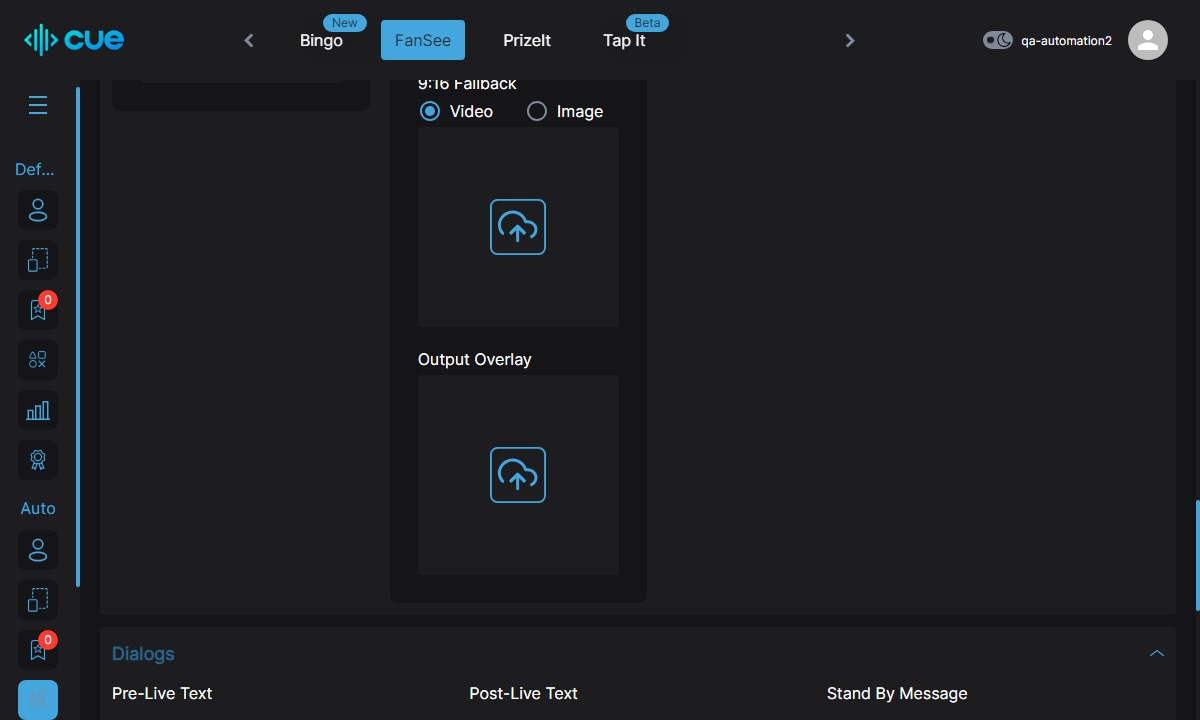 cue
Bingo
New
FanSee
PrizeIt
Tap It
Beta
qa-automation2
Def...
0
Auto
0
9:16 Fallback
Video
Image
Output Overlay
Dialogs
Pre-Live Text
Post-Live Text
Stand By Message